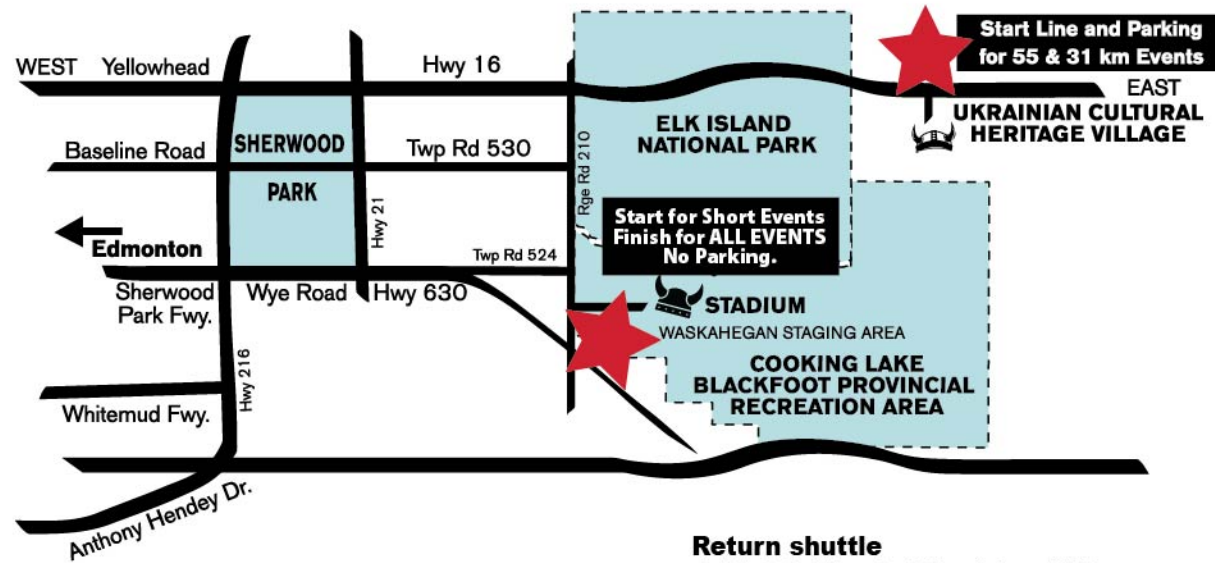 Start Line and Parking
for 55 & 31 km Events
WEST Yellowhead
Hwy 16
EAST
UKRAINIAN CULTURAL
HERITAGE VILLAGE
ELK ISLAND
NATIONAL PARK
Baseline Road
SHERWOOD
PARK
Twp Rd 530
Rge Rd 210
Hwy 21
Start for Short Events
Finish for ALL EVENTS
No Parking.
Edmonton
Twp Rd 524
Sherwood
Park Fwy.
Wye Road
Hwy 630
STADIUM
WASKAHEGAN STAGING AREA
COOKING LAKE
BLACKFOOT PROVINCIAL
RECREATION AREA
Hwy 216
Whitemud Fwy.
Anthony Hendey Dr.
Return shuttle